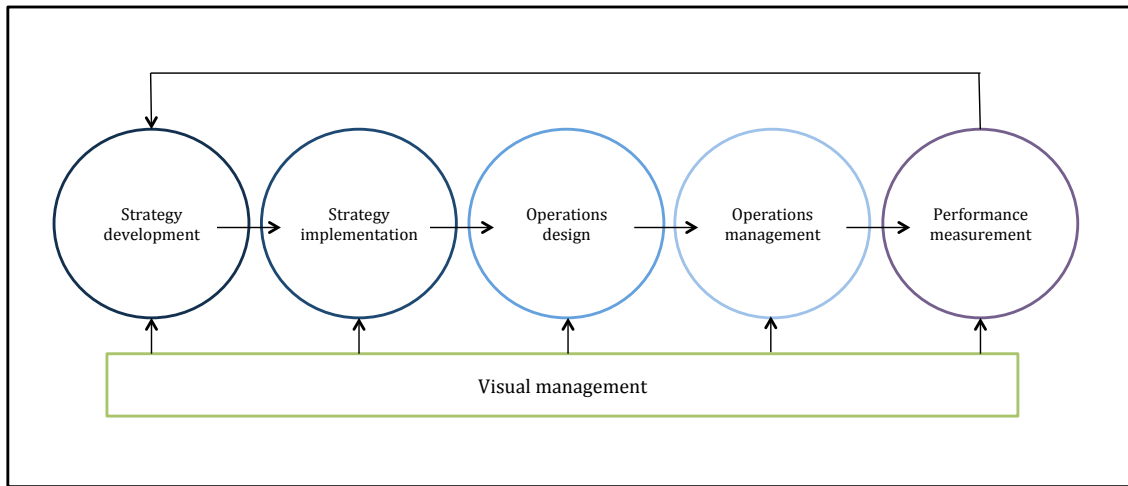 Strategy
development
Strategy
implementation
Operations
design
Operations
management
Performance
measurement
Visual management